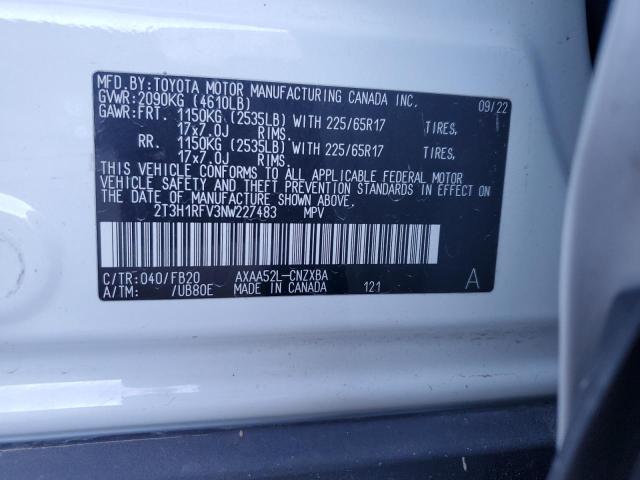 MFD.BY:TOYOTA MOTOR MANUFACTURING CANADA INC. 09/22
GVWR:2090KG (4610LB)
GAWR:FRT. 1150KG (2535LB) WITH 225/65R17 TIRES,
17x7.0J RIMS.
RR. 1150KG (2535LB) WITH 225/65R17 TIRES,
17x7.0J RIMS.
THIS VEHICLE CONFORMS TO ALL APPLICABLE FEDERAL MOTOR
VEHICLE SAFETY AND THEFT PREVENTION STANDARDS IN EFFECT ON
THE DATE OF MANUFACTURE SHOWN ABOVE.
2T3H1RFV3NW227483 MPV
C/TR:040/FB20 AXAA52L-CNZXBA A
A/TM: /UB80E MADE IN CANADA 121